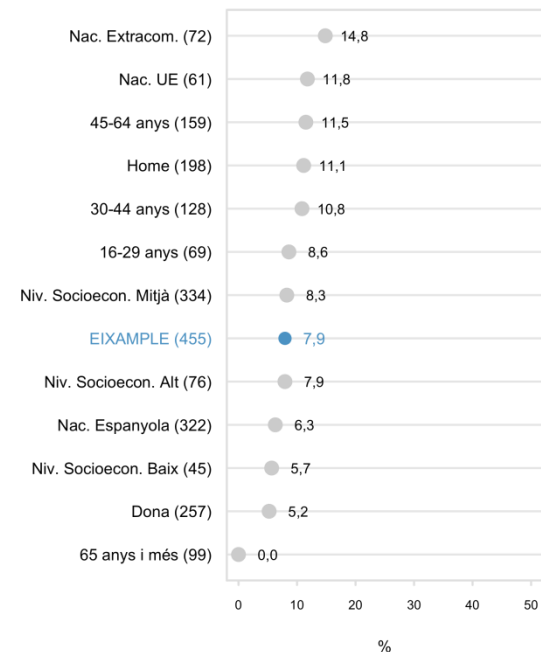 Nac. Extracom. (72) 14,8
Nac. UE (61) 11,8
45-64 anys (159) 11,5
Home (198) 11,1
30-44 anys (128) 10,8
16-29 anys (69) 8,6
Niv. Socioecon. Mitjà (334) 8,3
EIXAMPLE (455) 7,9
Niv. Socioecon. Alt (76) 7,9
Nac. Espanyola (322) 6,3
Niv. Socioecon. Baix (45) 5,7
Dona (257) 5,2
65 anys i més (99) 0,0
0 10 20 30 40 50
%